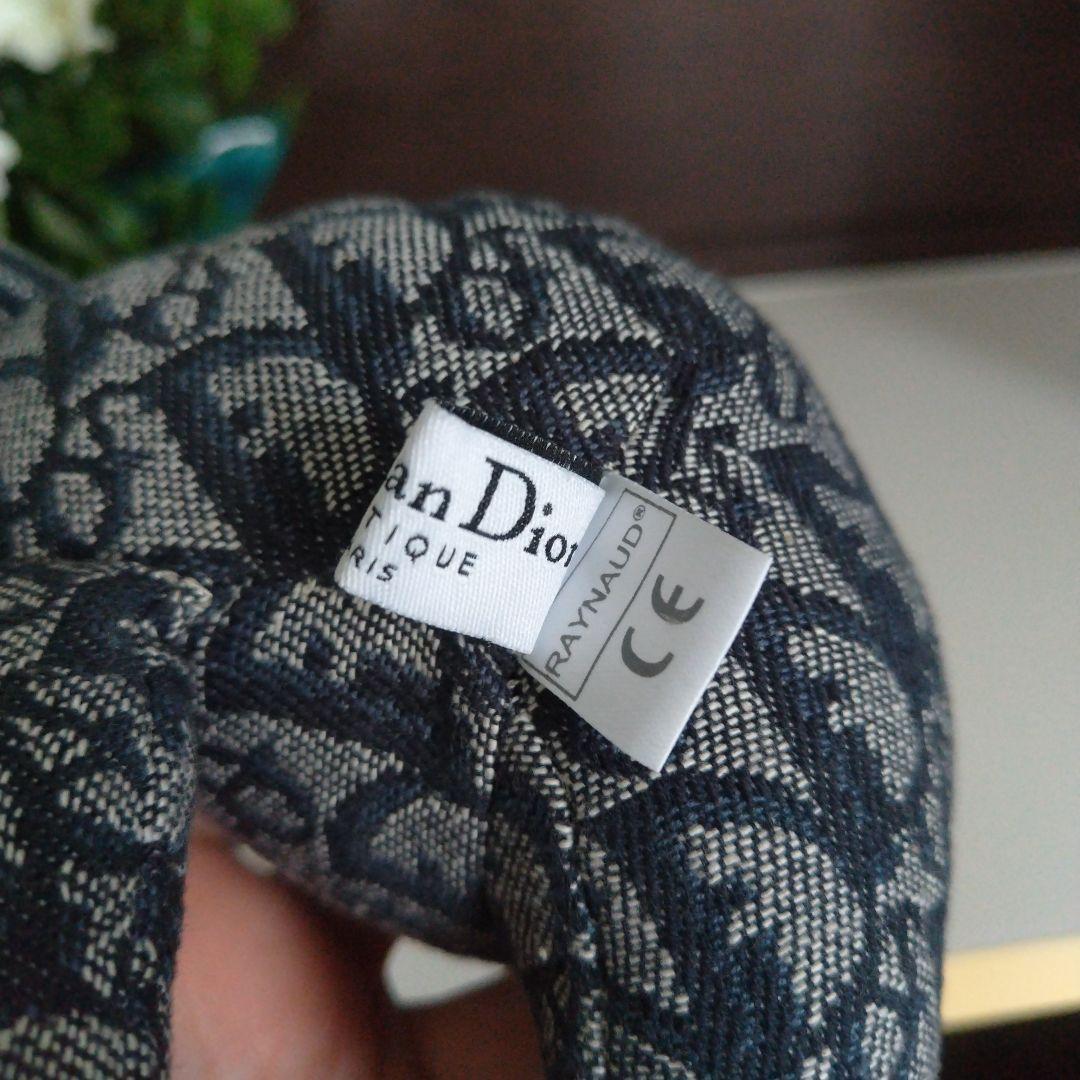 an Dior
TIQUE
RIS
RAYNAUD®
CE